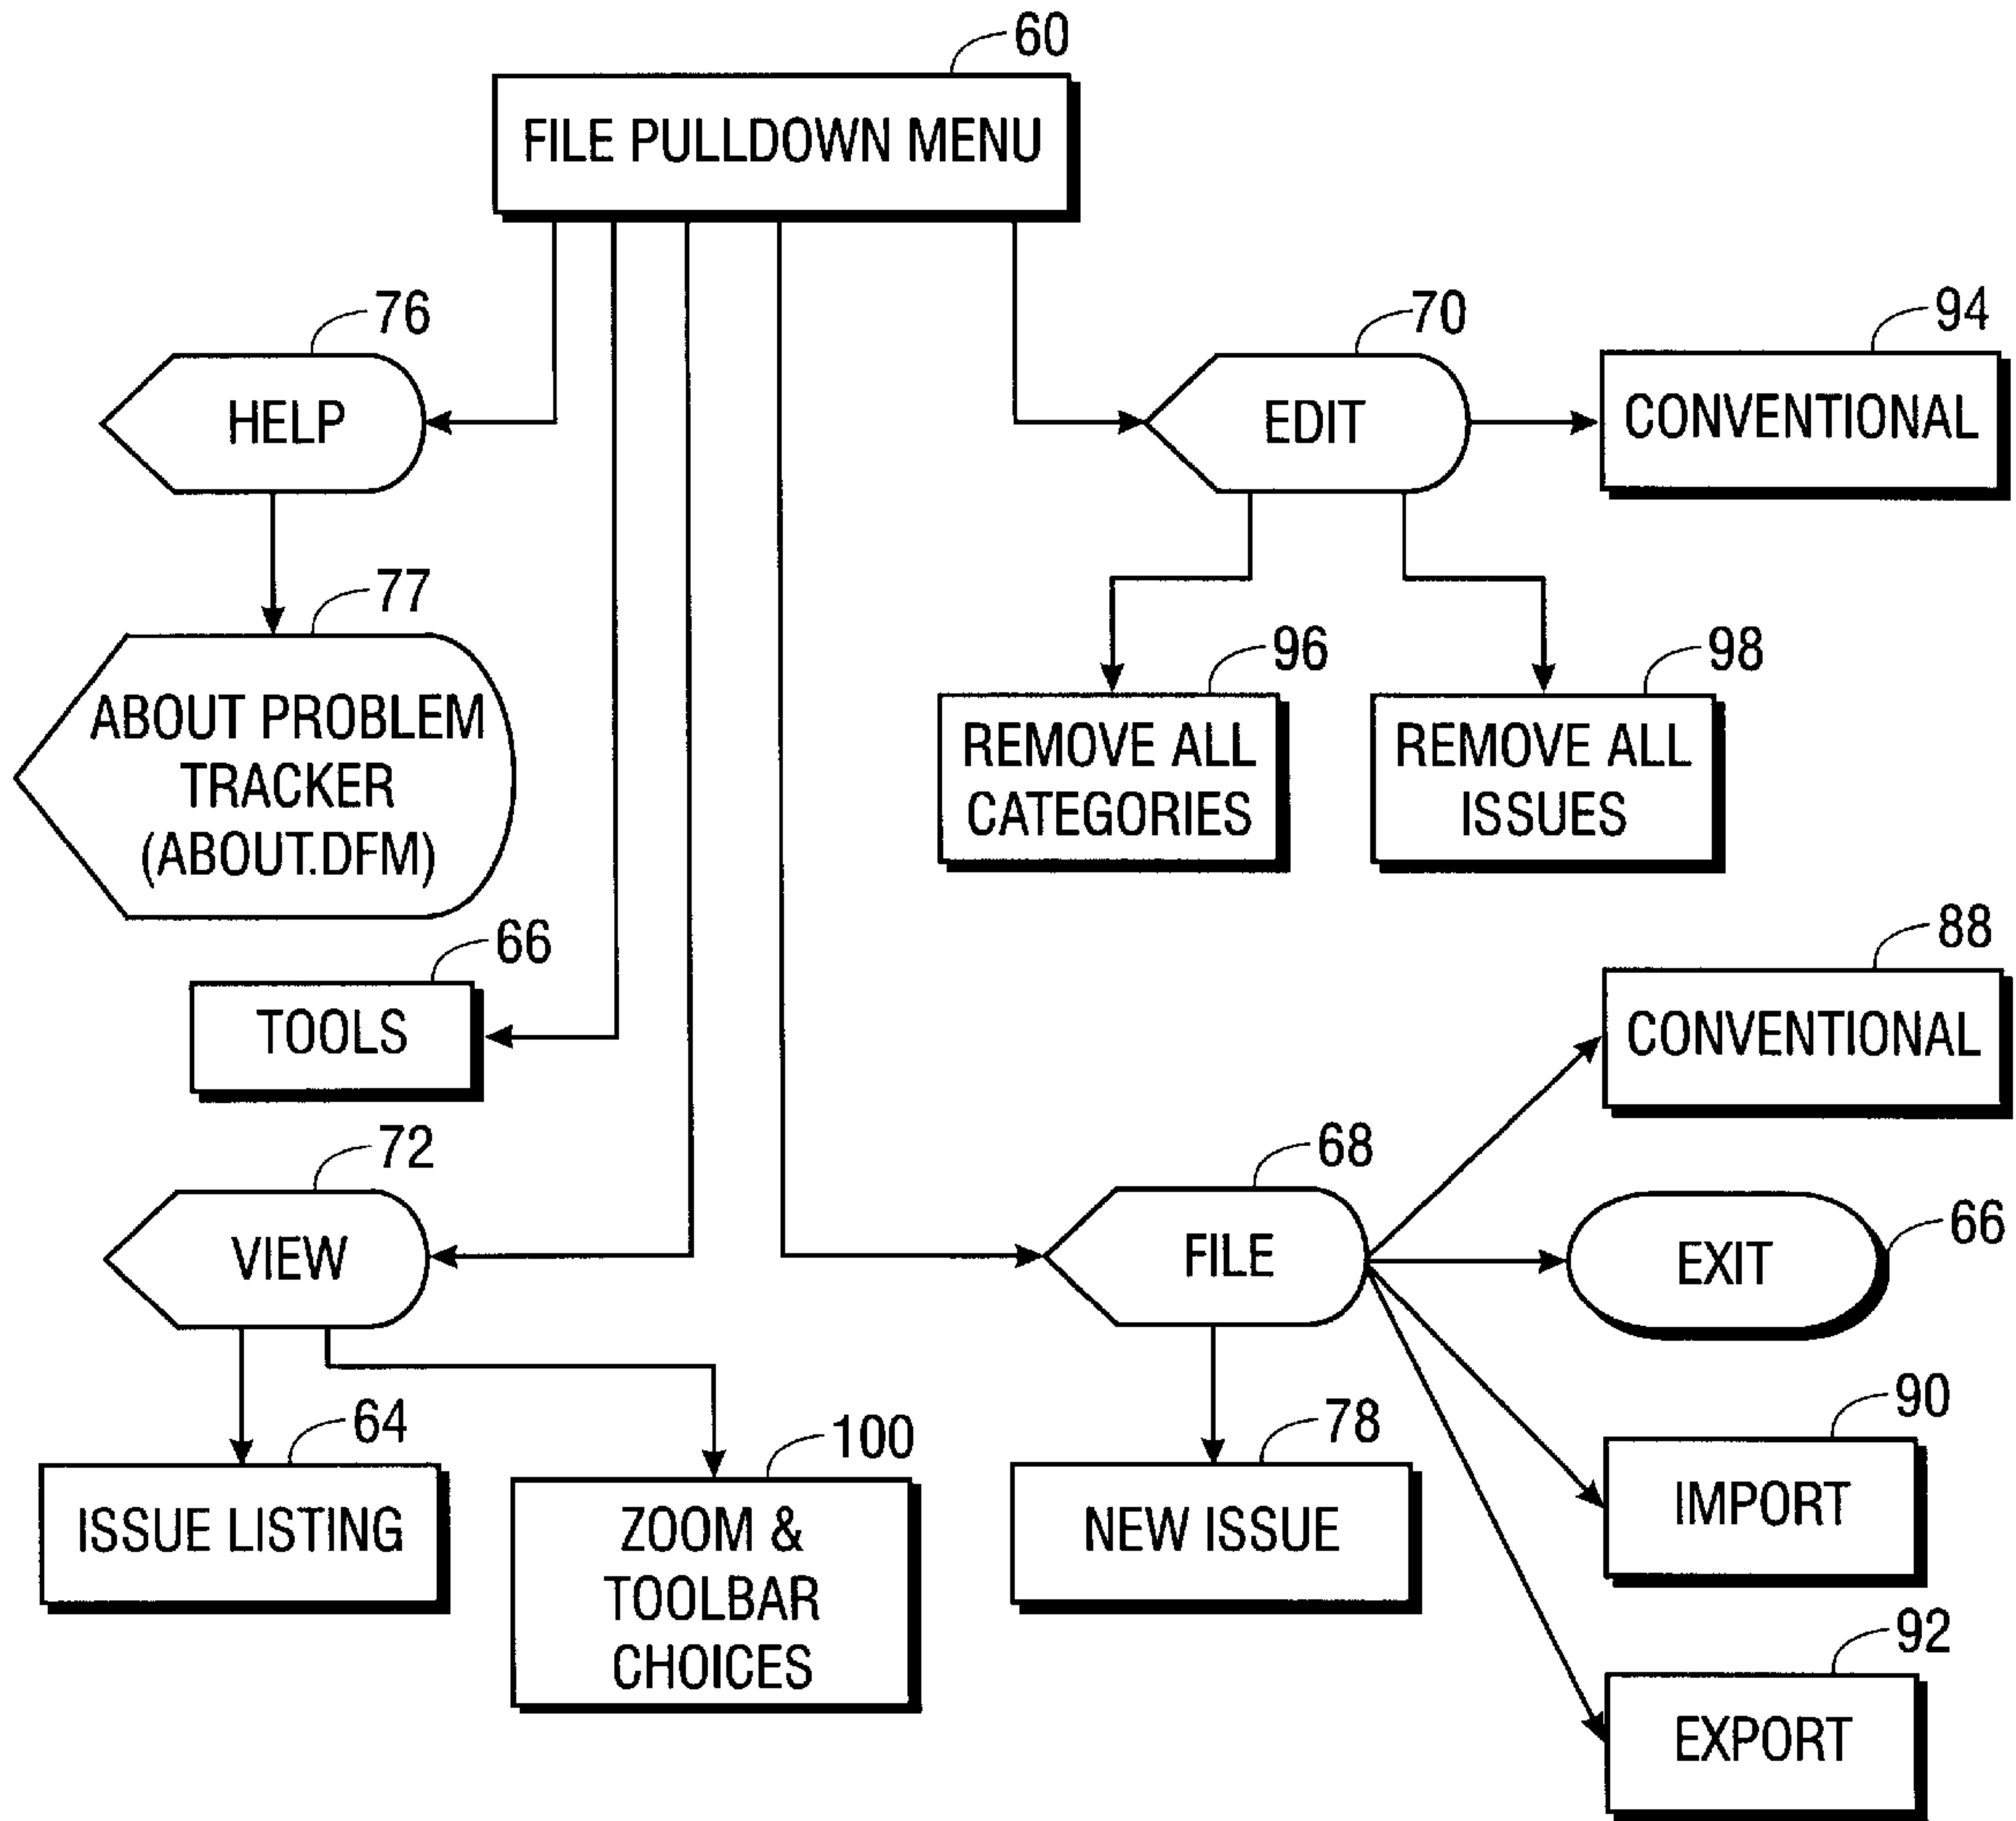 60
FILE PULLDOWN MENU
76
HELP
70
EDIT
94
CONVENTIONAL
77
ABOUT PROBLEM
TRACKER
(ABOUT.DFM)
96
REMOVE ALL
CATEGORIES
98
REMOVE ALL
ISSUES
66
TOOLS
88
CONVENTIONAL
72
VIEW
68
FILE
66
EXIT
64
ISSUE LISTING
100
ZOOM &
TOOLBAR
CHOICES
78
NEW ISSUE
90
IMPORT
92
EXPORT